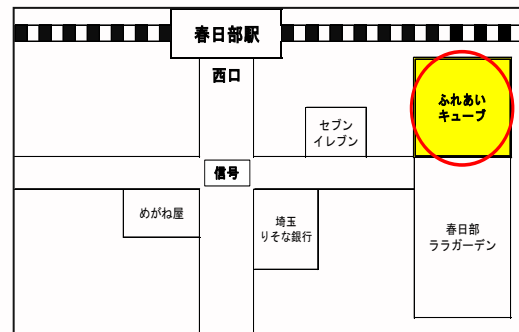 春日部駅
西口
ふれあい
キューブ
セブン
イレブン
信号
めがね屋
埼玉
りそな銀行
春日部
ララガーデン